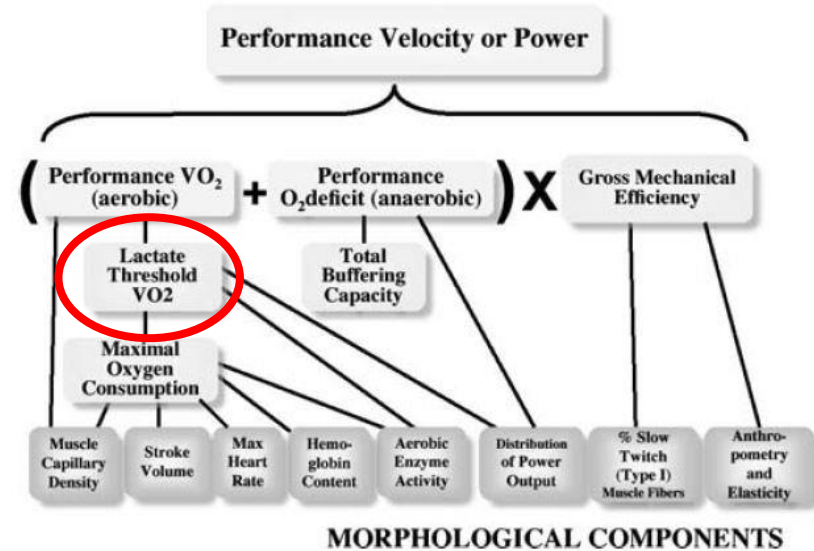 Performance Velocity or Power
(
Performance VO₂
(aerobic)
+
Performance
O₂deficit (anaerobic)
)
X
Gross Mechanical
Efficiency
Lactate
Threshold
VO2
Total
Buffering
Capacity
Maximal
Oxygen
Consumption
Muscle
Capillary
Density
Stroke
Volume
Max
Heart
Rate
Hemo-
globin
Content
Aerobic
Enzyme
Activity
Distribution
of Power
Output
% Slow
Twitch
(Type I)
Muscle Fibers
Anthro-
pometry
and
Elasticity
MORPHOLOGICAL COMPONENTS